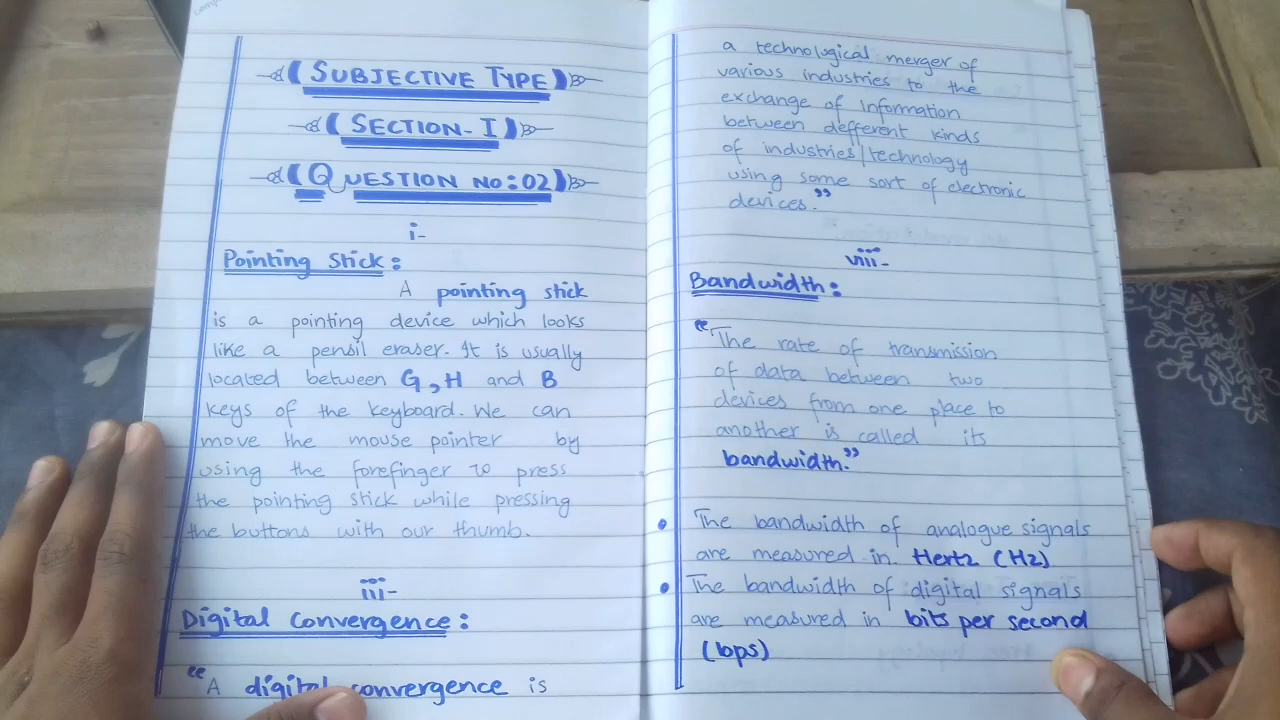 SUBJECTIVE TYPE
SECTION-I
QUESTION NO:02
i-
Pointing Stick:
A pointing stick
is a pointing device which looks
like a pensil eraser. It is usually
located between G, H and B
keys of the keyboard. We can
move the mouse pointer by
using the forefinger to press
the pointing stick while pressing
the buttons with our thumb.
iii-
Digital Convergence:
"A digital convergence is
a technological merger of
various industries to the
exchange of information
between defferent kinds
of industries/technology
using some sort of electronic
devices."
viii-
Bandwidth:
"The rate of transmission
of data between two
devices from one place to
another is called its
bandwidth."
• The bandwidth of analogue signals
are measured in Hertz (Hz)
• The bandwidth of digital signals
are measured in bits per second
(bps)